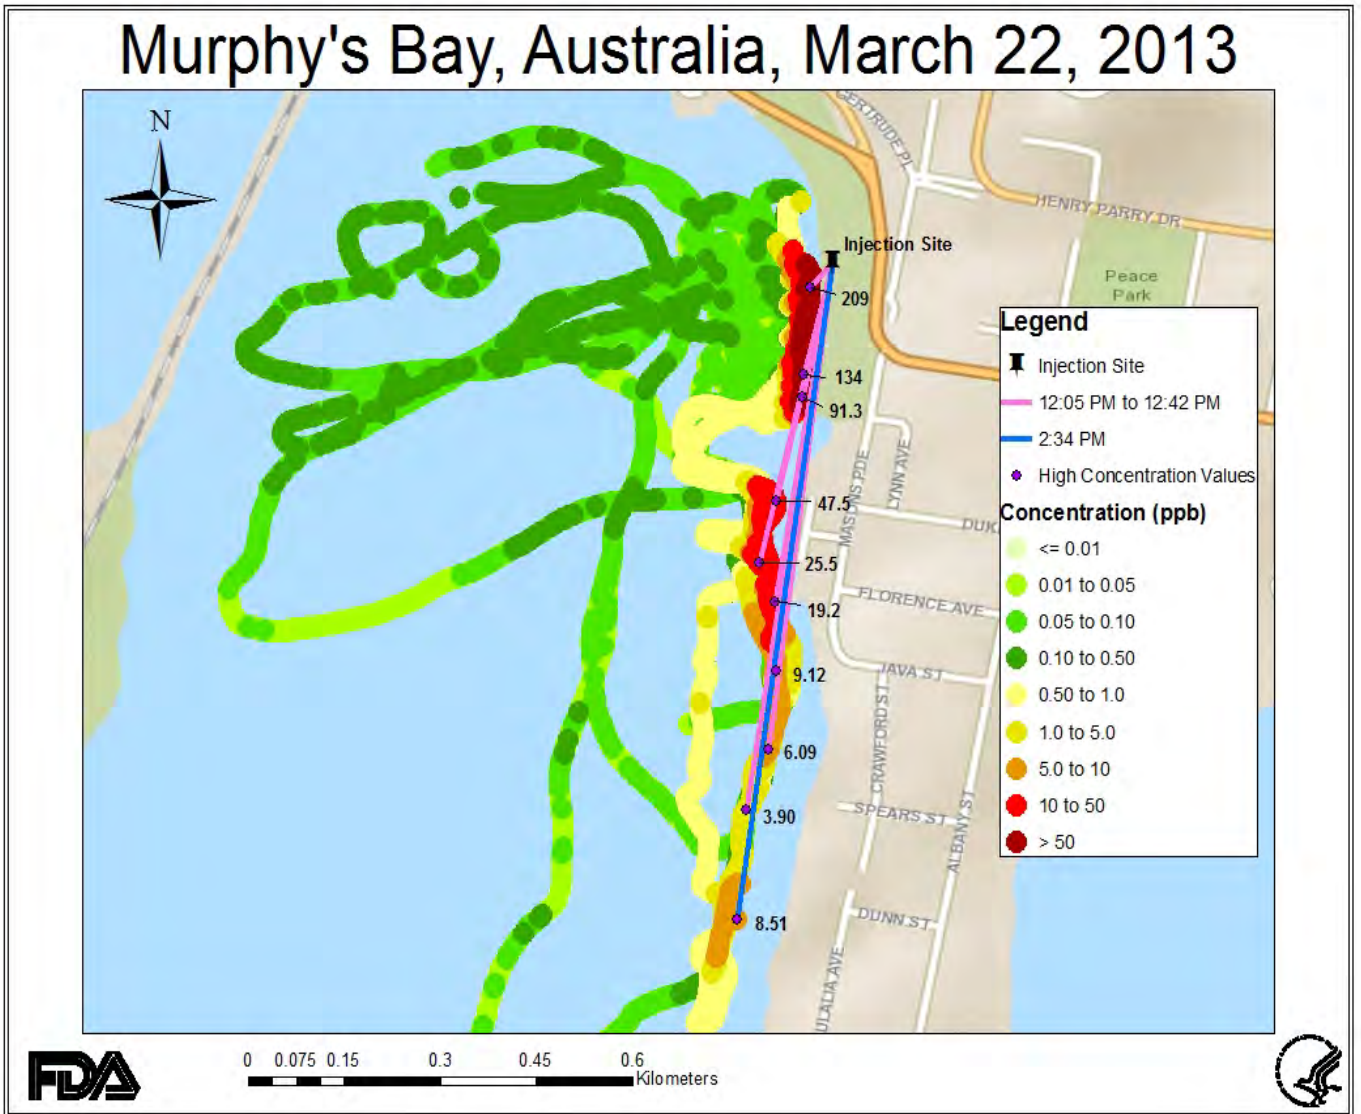 Murphy's Bay, Australia, March 22, 2013
N
GERTRUDE PL
HENRY PARRY DR
Injection Site
Peace
Park
209
134
91.3
47.5
25.5
19.2
9.12
6.09
3.90
8.51
MASONS PDE
LYNN AVE
DUK
FLORENCE AVE
JAVA ST
CRAWFORD ST
SPEARS ST
ALBANY ST
DUNN ST
ULALIA AVE
Legend
Injection Site
12:05 PM to 12:42 PM
2:34 PM
High Concentration Values
Concentration (ppb)
<= 0.01
0.01 to 0.05
0.05 to 0.10
0.10 to 0.50
0.50 to 1.0
1.0 to 5.0
5.0 to 10
10 to 50
> 50
FDA
0 0.075 0.15 0.3 0.45 0.6
Kilometers